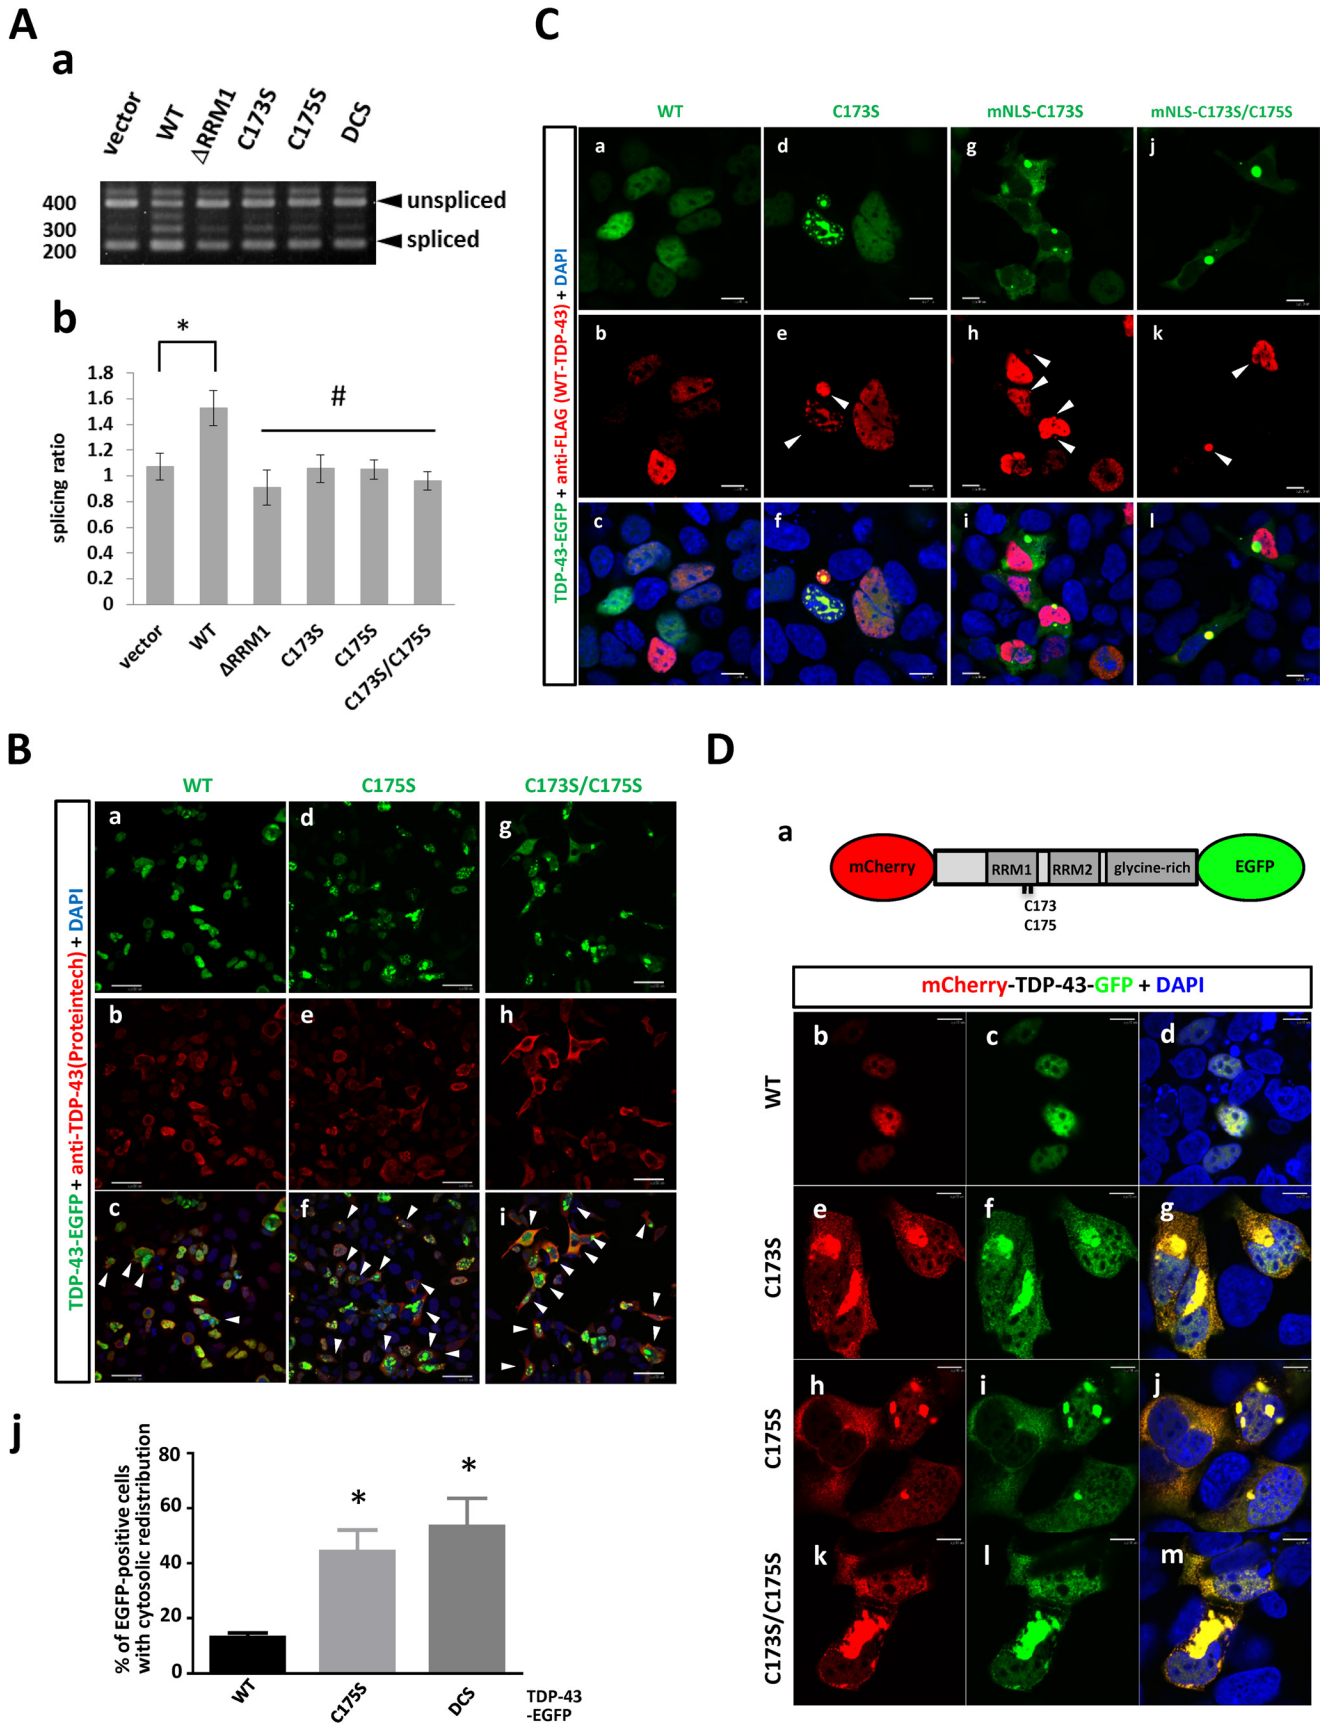 A
a
vector
WT
ΔRRM1
C173S
C175S
DCS
400
300
200
unspliced
spliced
b
*
#
splicing ratio
1.8
1.6
1.4
1.2
1
0.8
0.6
0.4
0.2
0
vector
WT
ΔRRM1
C173S
C175S
C173S/C175S
B
WT
C175S
C173S/C175S
TDP-43-EGFP + anti-TDP-43(Proteintech) + DAPI
a
d
g
b
e
h
c
f
i
j
% of EGFP-positive cells
with cytosolic redistribution
80
60
40
20
0
*
*
WT
C175S
DCS
TDP-43
-EGFP
C
WT
C173S
mNLS-C173S
mNLS-C173S/C175S
TDP-43-EGFP + anti-FLAG (WT-TDP-43) + DAPI
a
d
g
j
b
e
h
k
c
f
i
l
D
a
mCherry
RRM1
RRM2
glycine-rich
EGFP
C173
C175
mCherry-TDP-43-GFP + DAPI
WT
b
c
d
C173S
e
f
g
C175S
h
i
j
C173S/C175S
k
l
m